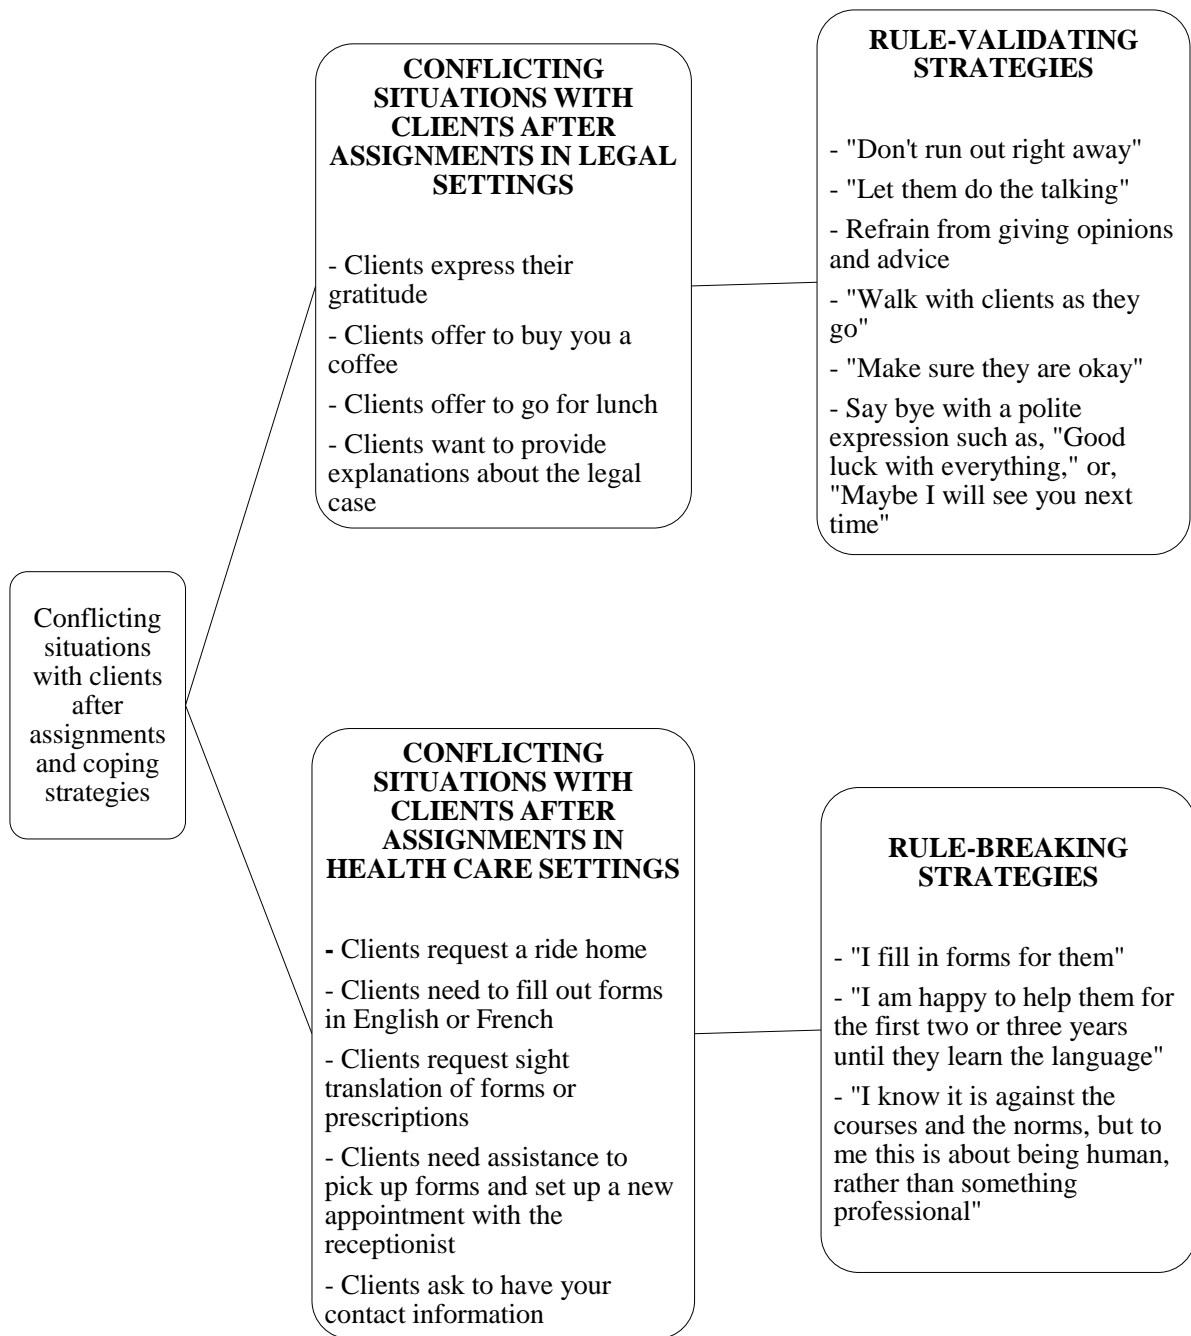 Conflicting
situations
with clients
after
assignments
and coping
strategies
CONFLICTING
SITUATIONS WITH
CLIENTS AFTER
ASSIGNMENTS IN LEGAL
SETTINGS
- Clients express their
gratitude
- Clients offer to buy you a
coffee
- Clients offer to go for lunch
- Clients want to provide
explanations about the legal
case
RULE-VALIDATING
STRATEGIES
- "Don't run out right away"
- "Let them do the talking"
- Refrain from giving opinions
and advice
- "Walk with clients as they
go"
- "Make sure they are okay"
- Say bye with a polite
expression such as, "Good
luck with everything," or,
"Maybe I will see you next
time"
CONFLICTING
SITUATIONS WITH
CLIENTS AFTER
ASSIGNMENTS IN
HEALTH CARE SETTINGS
- Clients request a ride home
- Clients need to fill out forms
in English or French
- Clients request sight
translation of forms or
prescriptions
- Clients need assistance to
pick up forms and set up a new
appointment with the
receptionist
- Clients ask to have your
contact information
RULE-BREAKING
STRATEGIES
- "I fill in forms for them"
- "I am happy to help them for
the first two or three years
until they learn the language"
- "I know it is against the
courses and the norms, but to
me this is about being human,
rather than something
professional"